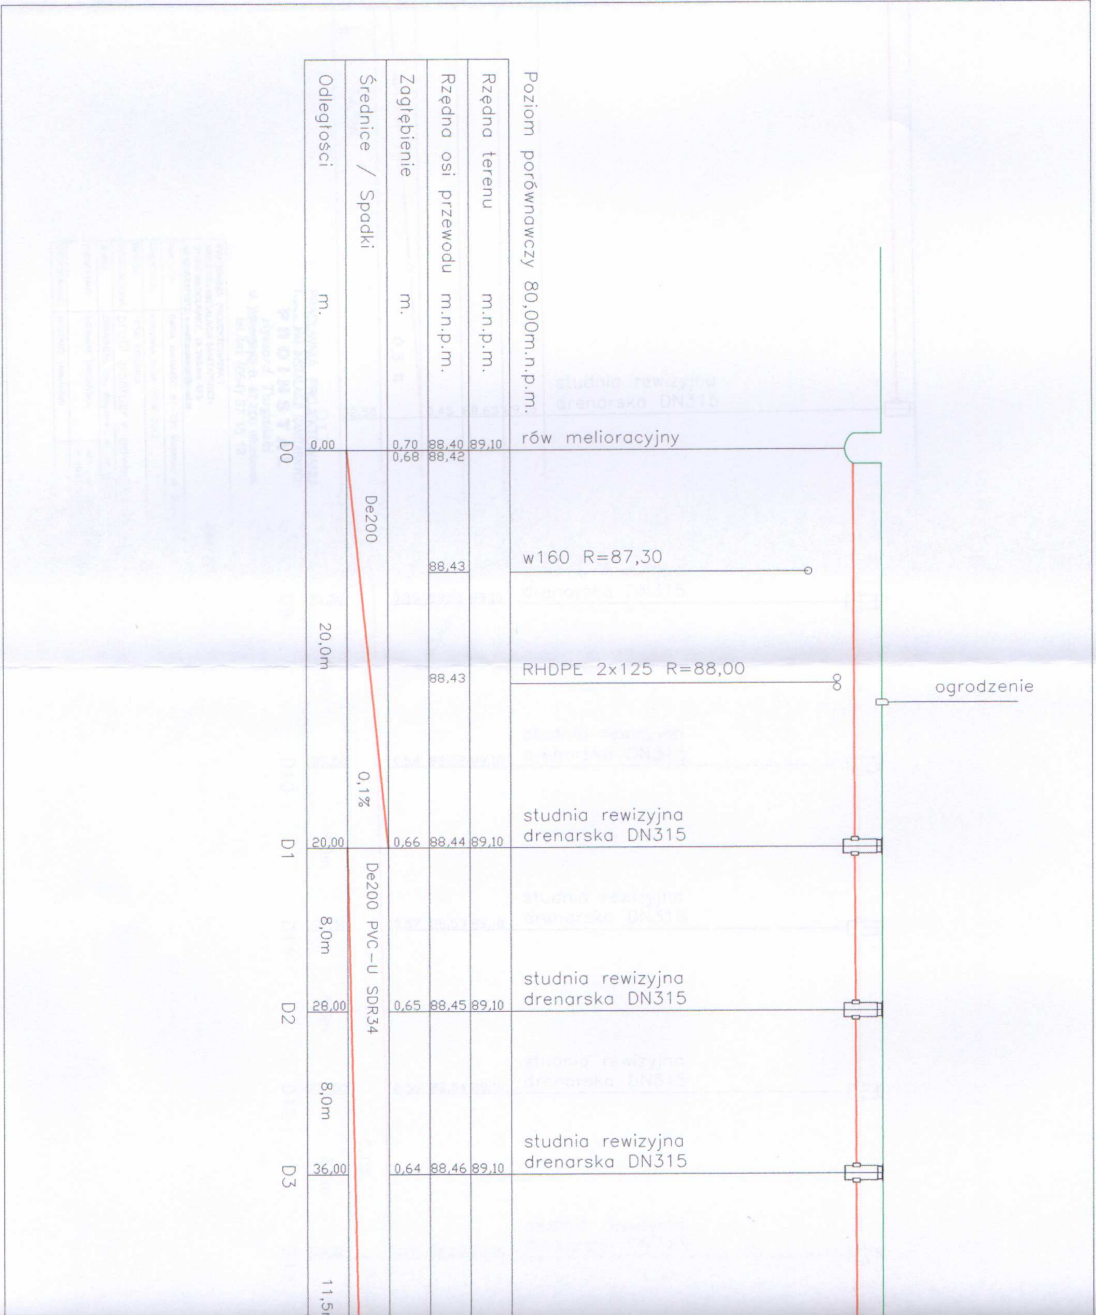 Poziom porównawczy 80,00m.n.p.m.
Rzędna terenu m.n.p.m.
Rzędna osi przewodu m.n.p.m.
Zagłębienie m.
Średnice / Spadki
Odległości m.
rów melioracyjny
89,10
88,40
88,42
0,70
0,68
0,00
D0
De200
w160 R=87,30
88,43
20,0m
RHDPE 2x125 R=88,00
88,43
ogrodzenie
0,1%
studnia rewizyjna
drenarska DN315
89,10
88,44
0,66
20,00
D1
De200 PVC-U SDR34
8,0m
studnia rewizyjna
drenarska DN315
89,10
88,45
0,65
28,00
D2
8,0m
studnia rewizyjna
drenarska DN315
89,10
88,46
0,64
36,00
D3